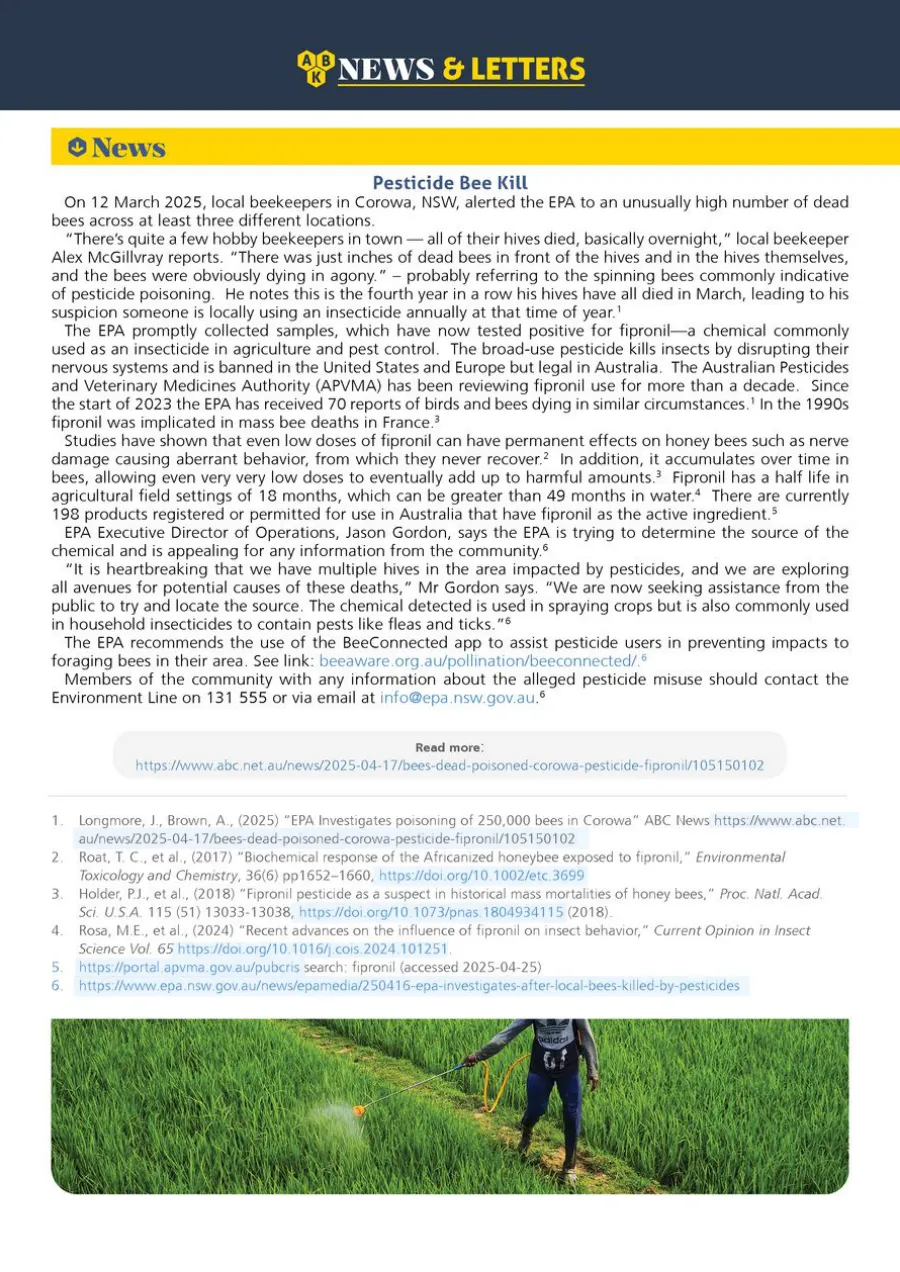 A B K NEWS & LETTERS
News
Pesticide Bee Kill
On 12 March 2025, local beekeepers in Corowa, NSW, alerted the EPA to an unusually high number of dead
bees across at least three different locations.
“There’s quite a few hobby beekeepers in town — all of their hives died, basically overnight,” local beekeeper
Alex McGillvray reports. “There was just inches of dead bees in front of the hives and in the hives themselves,
and the bees were obviously dying in agony.” – probably referring to the spinning bees commonly indicative
of pesticide poisoning. He notes this is the fourth year in a row his hives have all died in March, leading to his
suspicion someone is locally using an insecticide annually at that time of year.¹
The EPA promptly collected samples, which have now tested positive for fipronil—a chemical commonly
used as an insecticide in agriculture and pest control. The broad-use pesticide kills insects by disrupting their
nervous systems and is banned in the United States and Europe but legal in Australia. The Australian Pesticides
and Veterinary Medicines Authority (APVMA) has been reviewing fipronil use for more than a decade. Since
the start of 2023 the EPA has received 70 reports of birds and bees dying in similar circumstances.¹ In the 1990s
fipronil was implicated in mass bee deaths in France.³
Studies have shown that even low doses of fipronil can have permanent effects on honey bees such as nerve
damage causing aberrant behavior, from which they never recover.² In addition, it accumulates over time in
bees, allowing even very very low doses to eventually add up to harmful amounts.³ Fipronil has a half life in
agricultural field settings of 18 months, which can be greater than 49 months in water.⁴ There are currently
198 products registered or permitted for use in Australia that have fipronil as the active ingredient.⁵
EPA Executive Director of Operations, Jason Gordon, says the EPA is trying to determine the source of the
chemical and is appealing for any information from the community.⁶
“It is heartbreaking that we have multiple hives in the area impacted by pesticides, and we are exploring
all avenues for potential causes of these deaths,” Mr Gordon says. “We are now seeking assistance from the
public to try and locate the source. The chemical detected is used in spraying crops but is also commonly used
in household insecticides to contain pests like fleas and ticks.”⁶
The EPA recommends the use of the BeeConnected app to assist pesticide users in preventing impacts to
foraging bees in their area. See link: beeaware.org.au/pollination/beeconnected/.⁶
Members of the community with any information about the alleged pesticide misuse should contact the
Environment Line on 131 555 or via email at info@epa.nsw.gov.au.⁶
Read more:
https://www.abc.net.au/news/2025-04-17/bees-dead-poisoned-corowa-pesticide-fipronil/105150102
1. Longmore, J., Brown, A., (2025) “EPA Investigates poisoning of 250,000 bees in Corowa” ABC News https://www.abc.net.
au/news/2025-04-17/bees-dead-poisoned-corowa-pesticide-fipronil/105150102
2. Roat, T. C., et al., (2017) “Biochemical response of the Africanized honeybee exposed to fipronil,” Environmental
Toxicology and Chemistry, 36(6) pp1652–1660, https://doi.org/10.1002/etc.3699
3. Holder, P.J., et al., (2018) “Fipronil pesticide as a suspect in historical mass mortalities of honey bees,” Proc. Natl. Acad.
Sci. U.S.A. 115 (51) 13033-13038, https://doi.org/10.1073/pnas.1804934115 (2018).
4. Rosa, M.E., et al., (2024) “Recent advances on the influence of fipronil on insect behavior,” Current Opinion in Insect
Science Vol. 65 https://doi.org/10.1016/j.cois.2024.101251.
5. https://portal.apvma.gov.au/pubcris search: fipronil (accessed 2025-04-25)
6. https://www.epa.nsw.gov.au/news/epamedia/250416-epa-investigates-after-local-bees-killed-by-pesticides
adidas